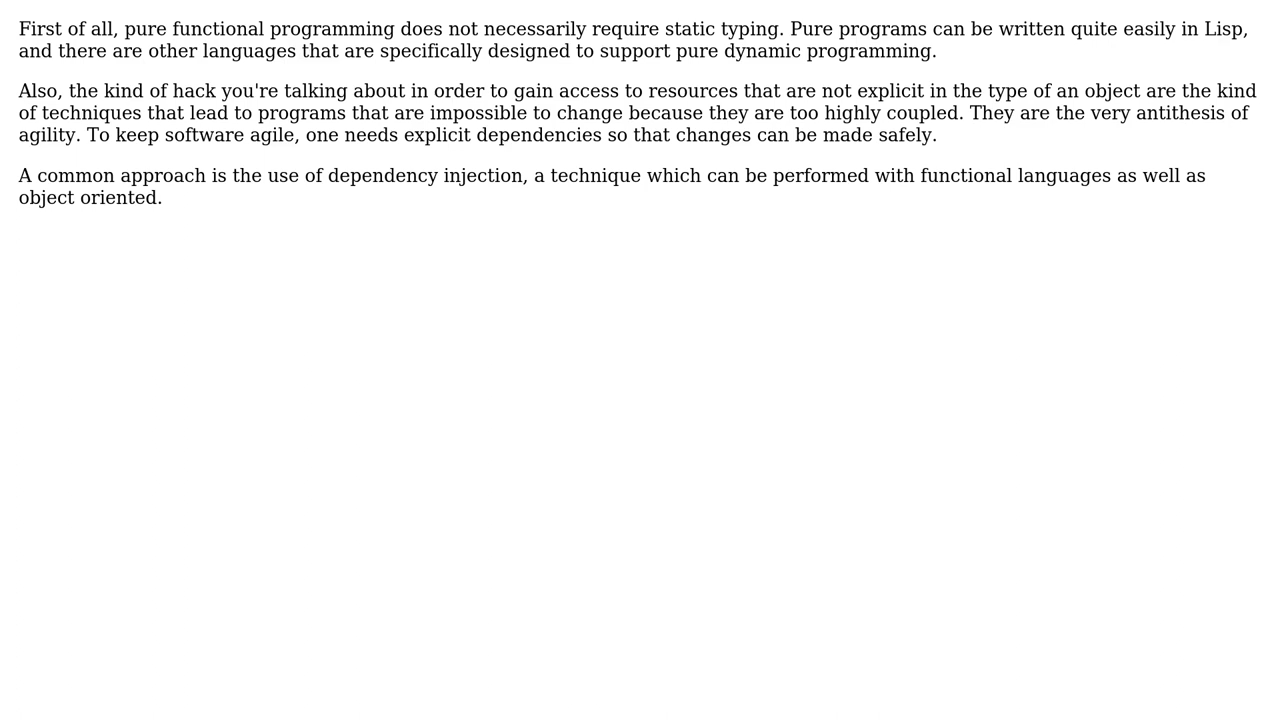 First of all, pure functional programming does not necessarily require static typing. Pure programs can be written quite easily in Lisp,
and there are other languages that are specifically designed to support pure dynamic programming.
Also, the kind of hack you're talking about in order to gain access to resources that are not explicit in the type of an object are the kind
of techniques that lead to programs that are impossible to change because they are too highly coupled. They are the very antithesis of
agility. To keep software agile, one needs explicit dependencies so that changes can be made safely.
A common approach is the use of dependency injection, a technique which can be performed with functional languages as well as
object oriented.